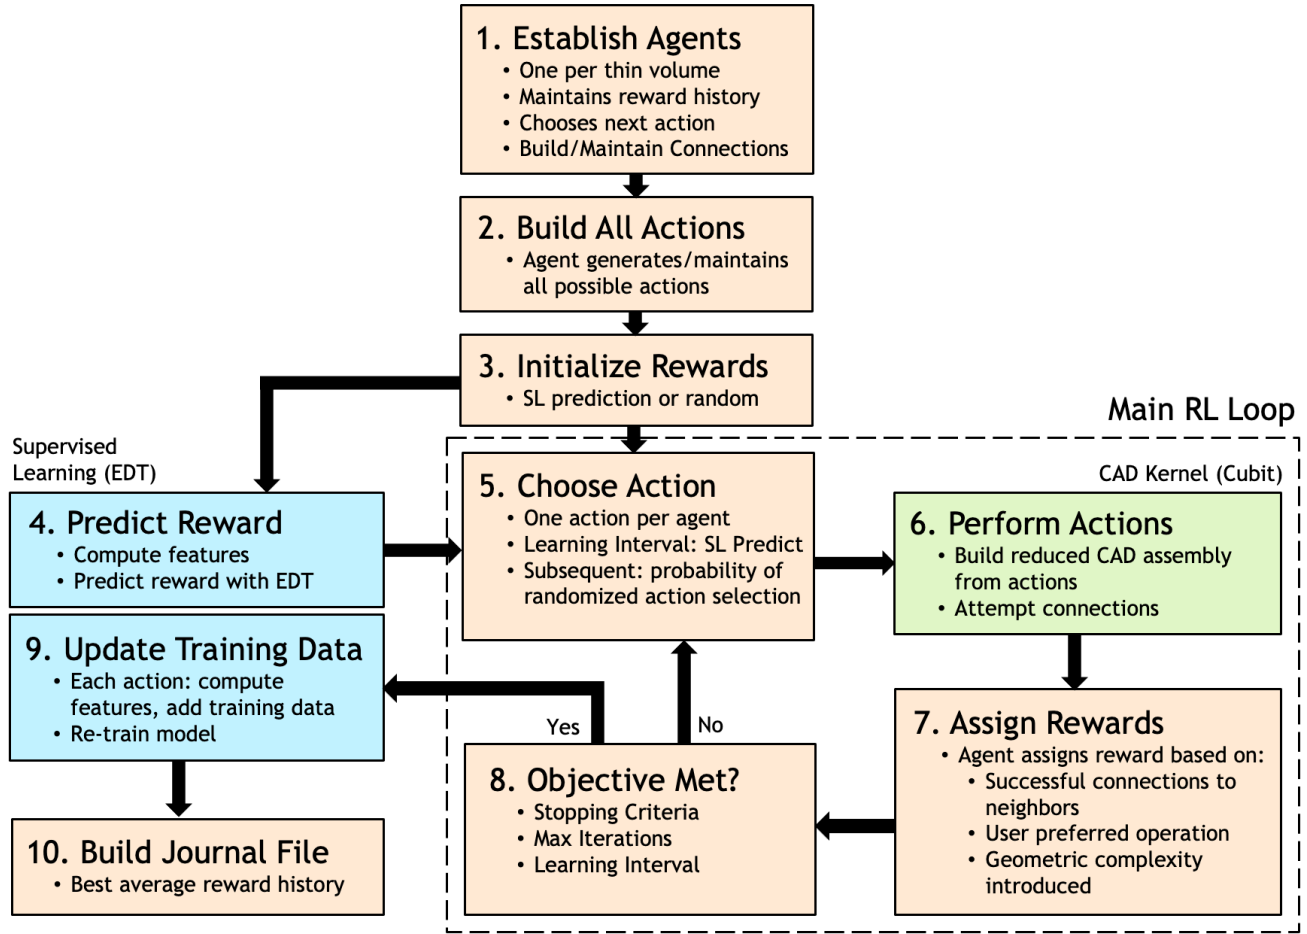 1. Establish Agents
• One per thin volume
• Maintains reward history
• Chooses next action
• Build/Maintain Connections
2. Build All Actions
• Agent generates/maintains
all possible actions
3. Initialize Rewards
• SL prediction or random
Main RL Loop
Supervised
Learning (EDT)
4. Predict Reward
• Compute features
• Predict reward with EDT
5. Choose Action
• One action per agent
• Learning Interval: SL Predict
• Subsequent: probability of
randomized action selection
CAD Kernel (Cubit)
6. Perform Actions
• Build reduced CAD assembly
from actions
• Attempt connections
7. Assign Rewards
• Agent assigns reward based on:
• Successful connections to
neighbors
• User preferred operation
• Geometric complexity
introduced
8. Objective Met?
• Stopping Criteria
• Max Iterations
• Learning Interval
Yes
No
9. Update Training Data
• Each action: compute
features, add training data
• Re-train model
10. Build Journal File
• Best average reward history